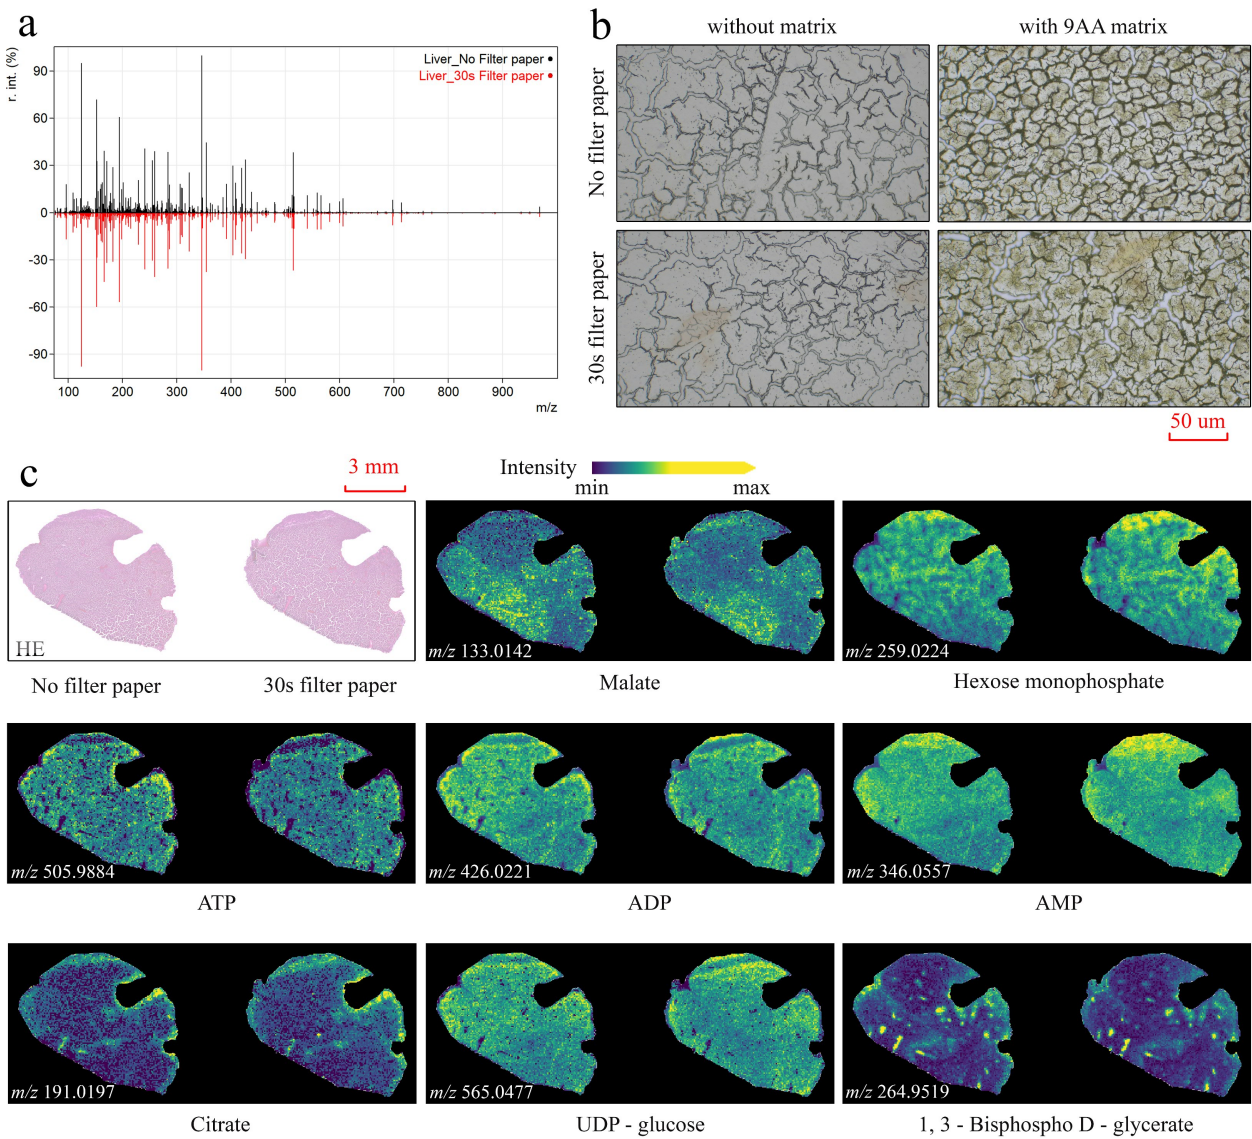 a
r. int. (%)
Liver_No Filter paper
Liver_30s Filter paper
90
60
30
0
-30
-60
-90
100 200 300 400 500 600 700 800 900
m/z
b
without matrix with 9AA matrix
No filter paper
30s filter paper
50 um
c
3 mm
Intensity
min max
HE
No filter paper 30s filter paper
m/z 133.0142
Malate
m/z 259.0224
Hexose monophosphate
m/z 505.9884
ATP
m/z 426.0221
ADP
m/z 346.0557
AMP
m/z 191.0197
Citrate
m/z 565.0477
UDP - glucose
m/z 264.9519
1, 3 - Bisphospho D - glycerate